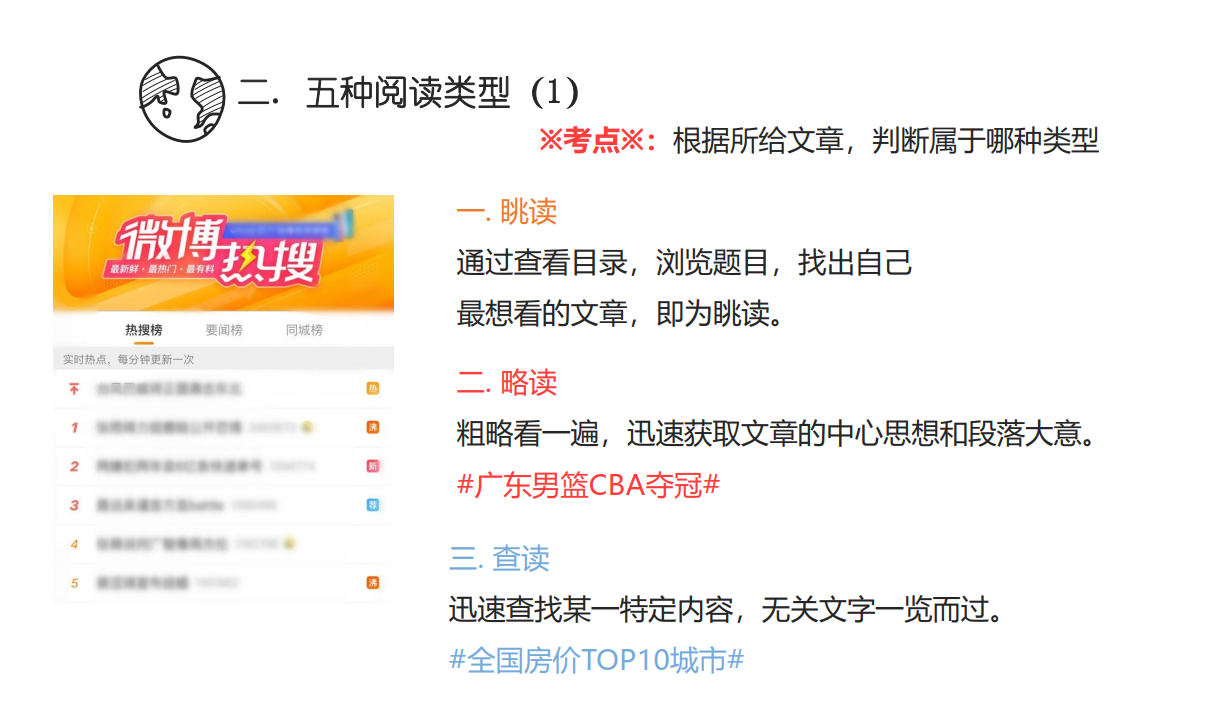 二. 五种阅读类型（1）
※考点※：根据所给文章，判断属于哪种类型
微博热搜
最新鲜·最热门·最有料
热搜榜 要闻榜 同城榜
实时热点，每分钟更新一次
热
1 沸
2 新
3 荐
4
5 沸
一. 眺读
通过查看目录，浏览题目，找出自己
最想看的文章，即为眺读。
二. 略读
粗略看一遍，迅速获取文章的中心思想和段落大意。
#广东男篮CBA夺冠#
三. 查读
迅速查找某一特定内容，无关文字一览而过。
#全国房价TOP10城市#